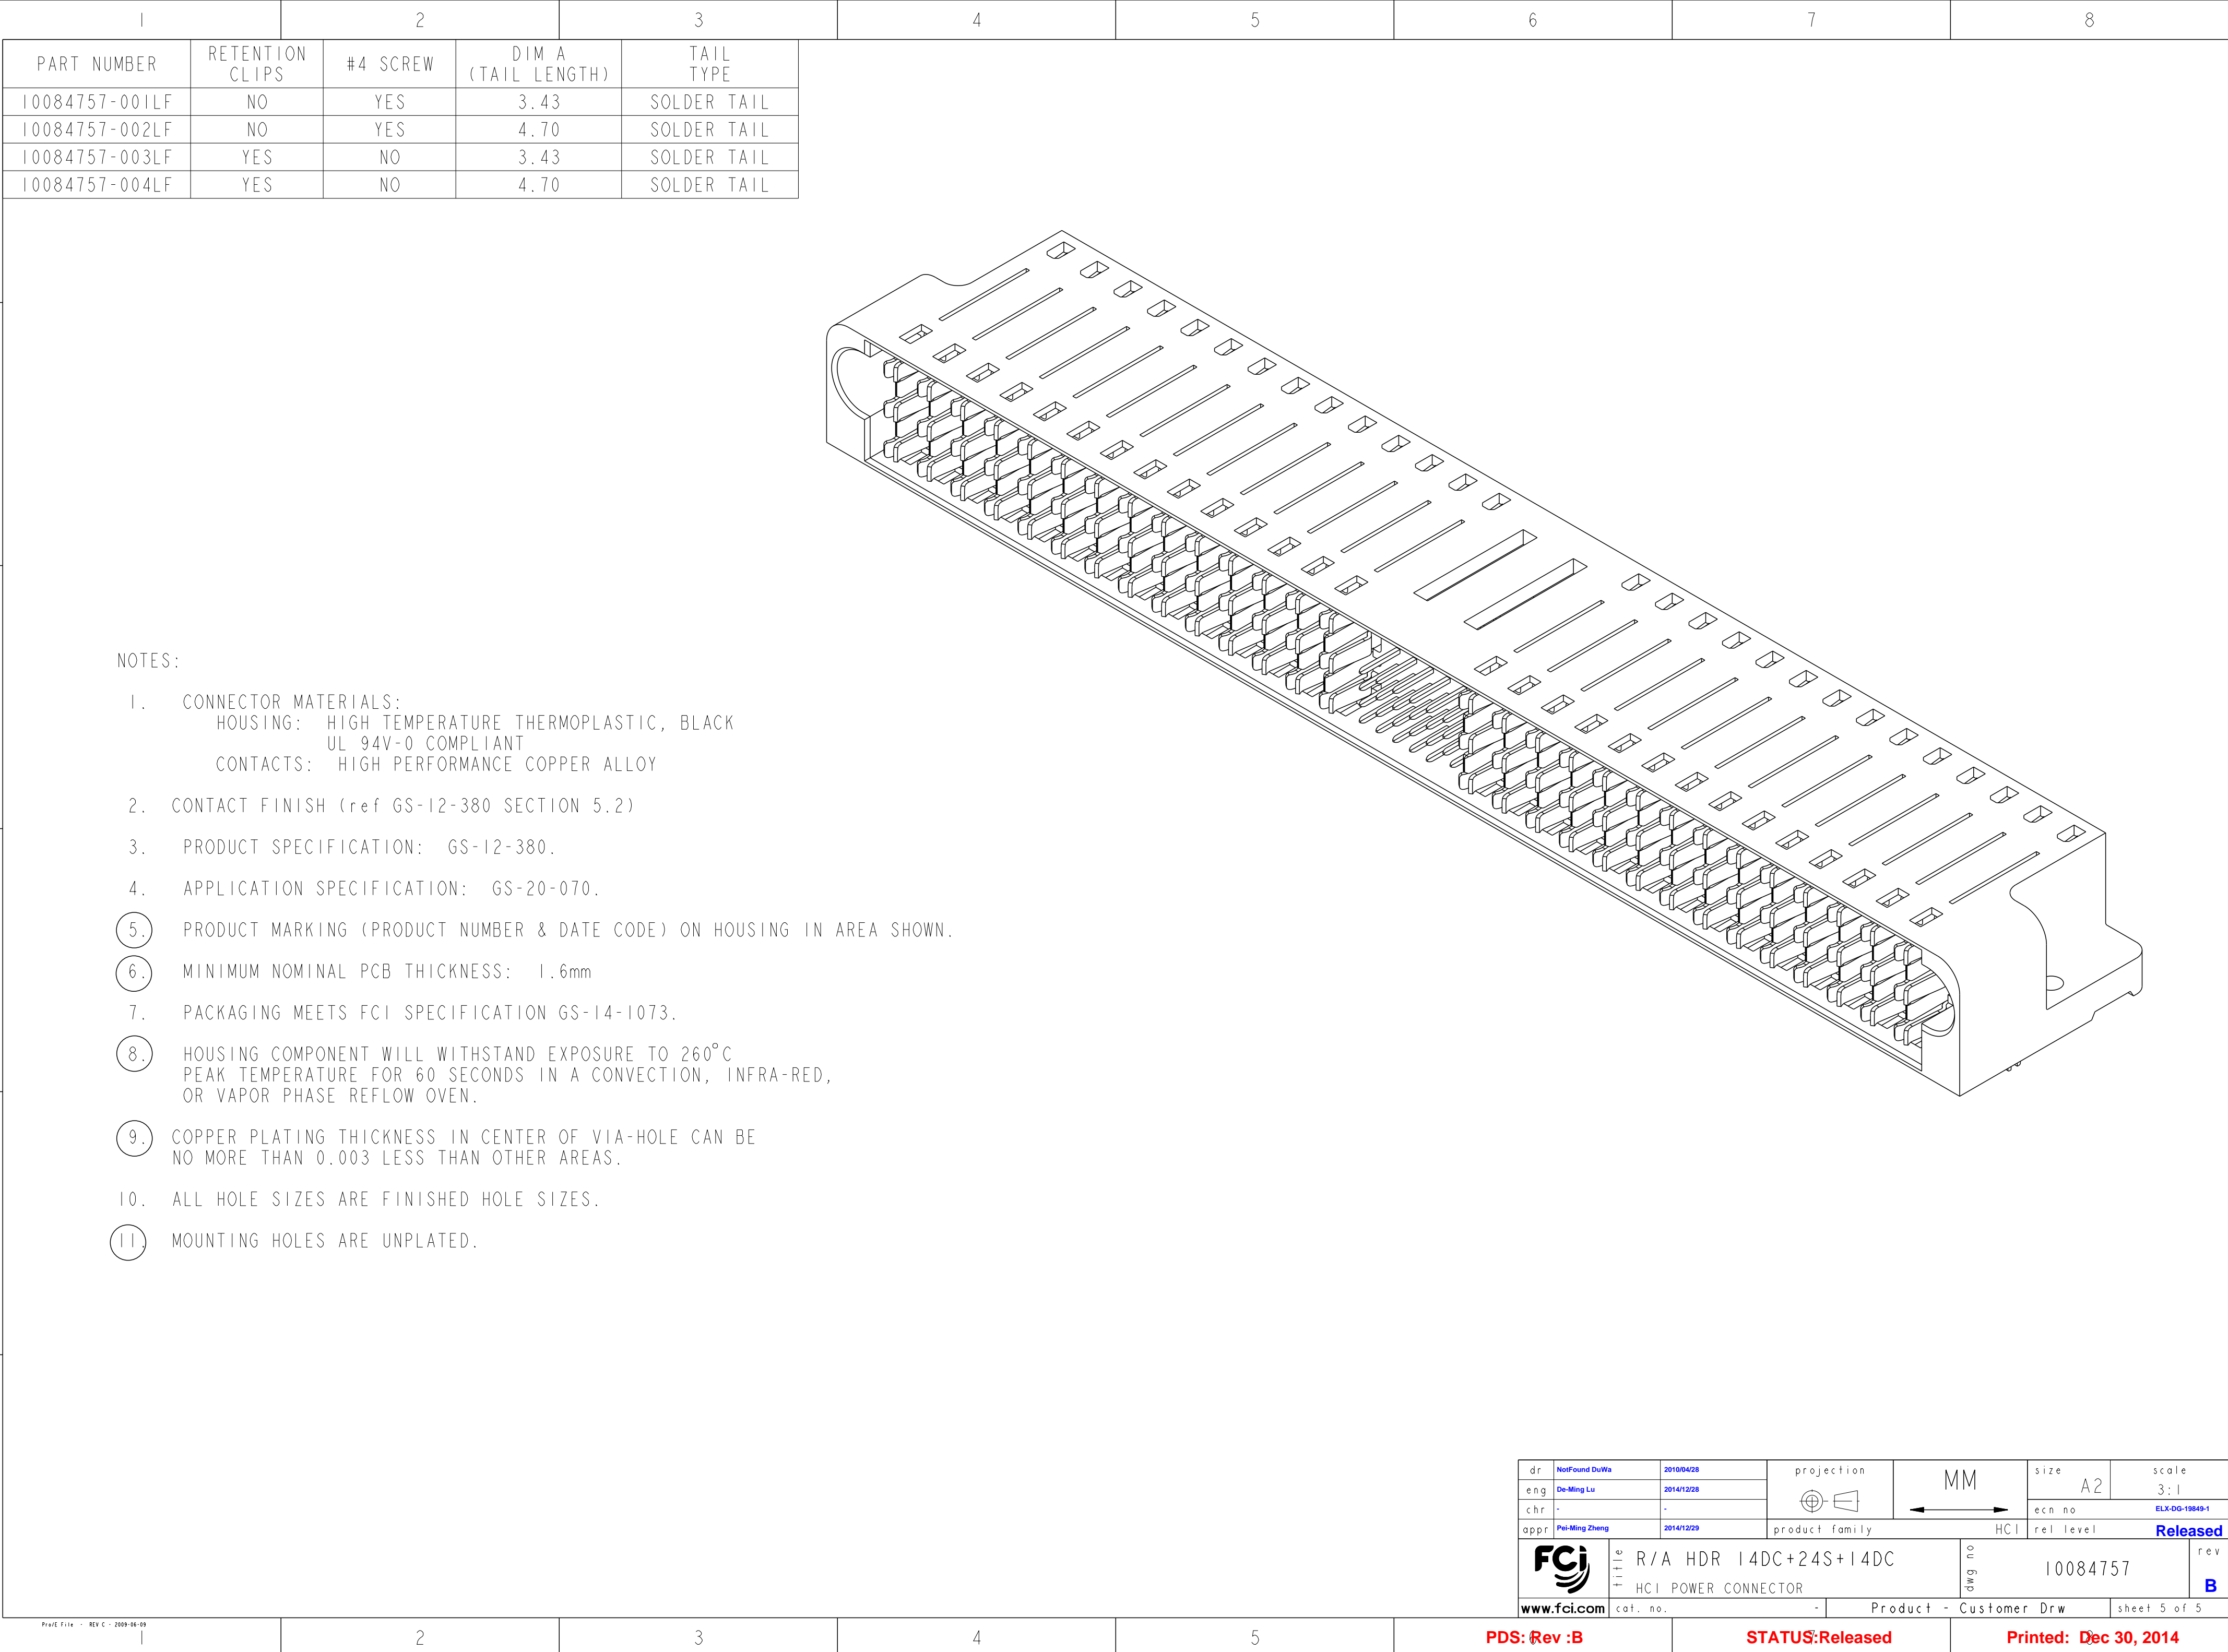 1 2 3 4 5 6 7 8
PART NUMBER RETENTION CLIPS #4 SCREW DIM A (TAIL LENGTH) TAIL TYPE
10084757-001LF NO YES 3.43 SOLDER TAIL
10084757-002LF NO YES 4.70 SOLDER TAIL
10084757-003LF YES NO 3.43 SOLDER TAIL
10084757-004LF YES NO 4.70 SOLDER TAIL
NOTES:
1. CONNECTOR MATERIALS:
HOUSING: HIGH TEMPERATURE THERMOPLASTIC, BLACK
UL 94V-0 COMPLIANT
CONTACTS: HIGH PERFORMANCE COPPER ALLOY
2. CONTACT FINISH (ref GS-12-380 SECTION 5.2)
3. PRODUCT SPECIFICATION: GS-12-380.
4. APPLICATION SPECIFICATION: GS-20-070.
5. PRODUCT MARKING (PRODUCT NUMBER & DATE CODE) ON HOUSING IN AREA SHOWN.
6. MINIMUM NOMINAL PCB THICKNESS: 1.6mm
7. PACKAGING MEETS FCI SPECIFICATION GS-14-1073.
8. HOUSING COMPONENT WILL WITHSTAND EXPOSURE TO 260°C
PEAK TEMPERATURE FOR 60 SECONDS IN A CONVECTION, INFRA-RED,
OR VAPOR PHASE REFLOW OVEN.
9. COPPER PLATING THICKNESS IN CENTER OF VIA-HOLE CAN BE
NO MORE THAN 0.003 LESS THAN OTHER AREAS.
10. ALL HOLE SIZES ARE FINISHED HOLE SIZES.
11. MOUNTING HOLES ARE UNPLATED.
dr NotFound DuWa 2010/04/28 projection MM size A2 scale 3:1
eng De-Ming Lu 2014/12/28
chr - - ecn no ELX-DG-19849-1
appr Pei-Ming Zheng 2014/12/29 product family HCI rel level Released
FCi title R/A HDR 14DC+24S+14DC dwg no 10084757 rev B
HCI POWER CONNECTOR
www.fci.com cat. no. - Product - Customer Drw sheet 5 of 5
Pro/E File - REV C - 2009-06-09
1 2 3 4 5 6 7 8
PDS: Rev :B STATUS:Released Printed: Dec 30, 2014